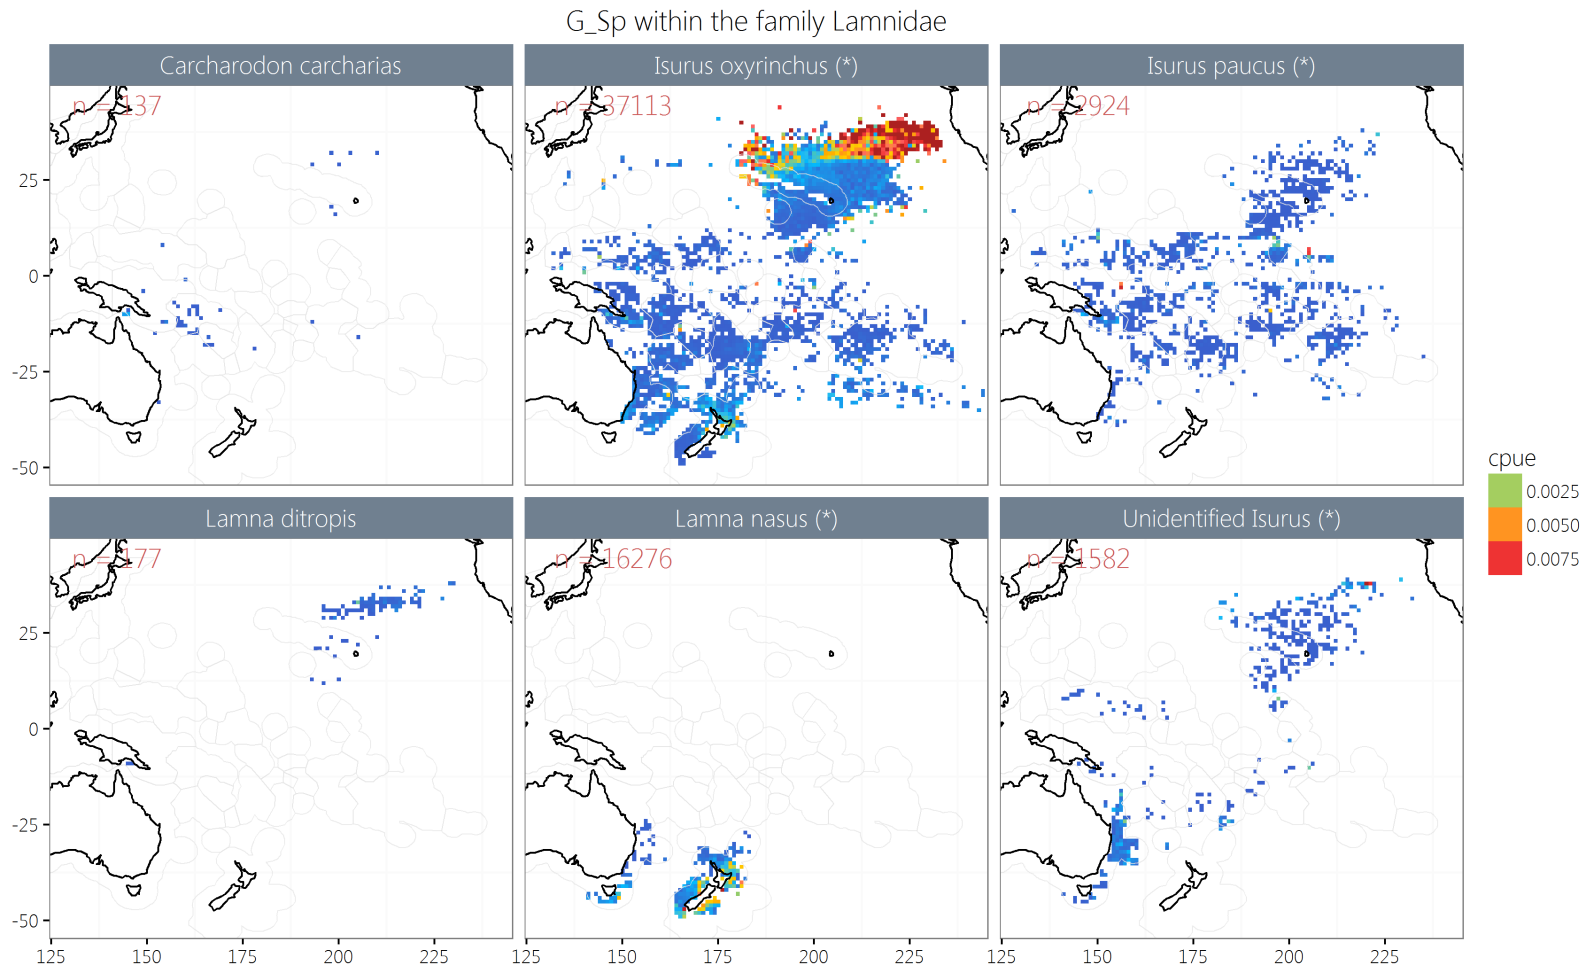 G_Sp within the family Lamnidae
Carcharodon carcharias
Isurus oxyrinchus (*)
Isurus paucus (*)
n = 137
n = 37113
n = 2924
25
0
-25
-50
cpue
0.0025
0.0050
0.0075
Lamna ditropis
Lamna nasus (*)
Unidentified Isurus (*)
n = 177
n = 16276
n = 1582
25
0
-25
-50
125 150 175 200 225
125 150 175 200 225
125 150 175 200 225